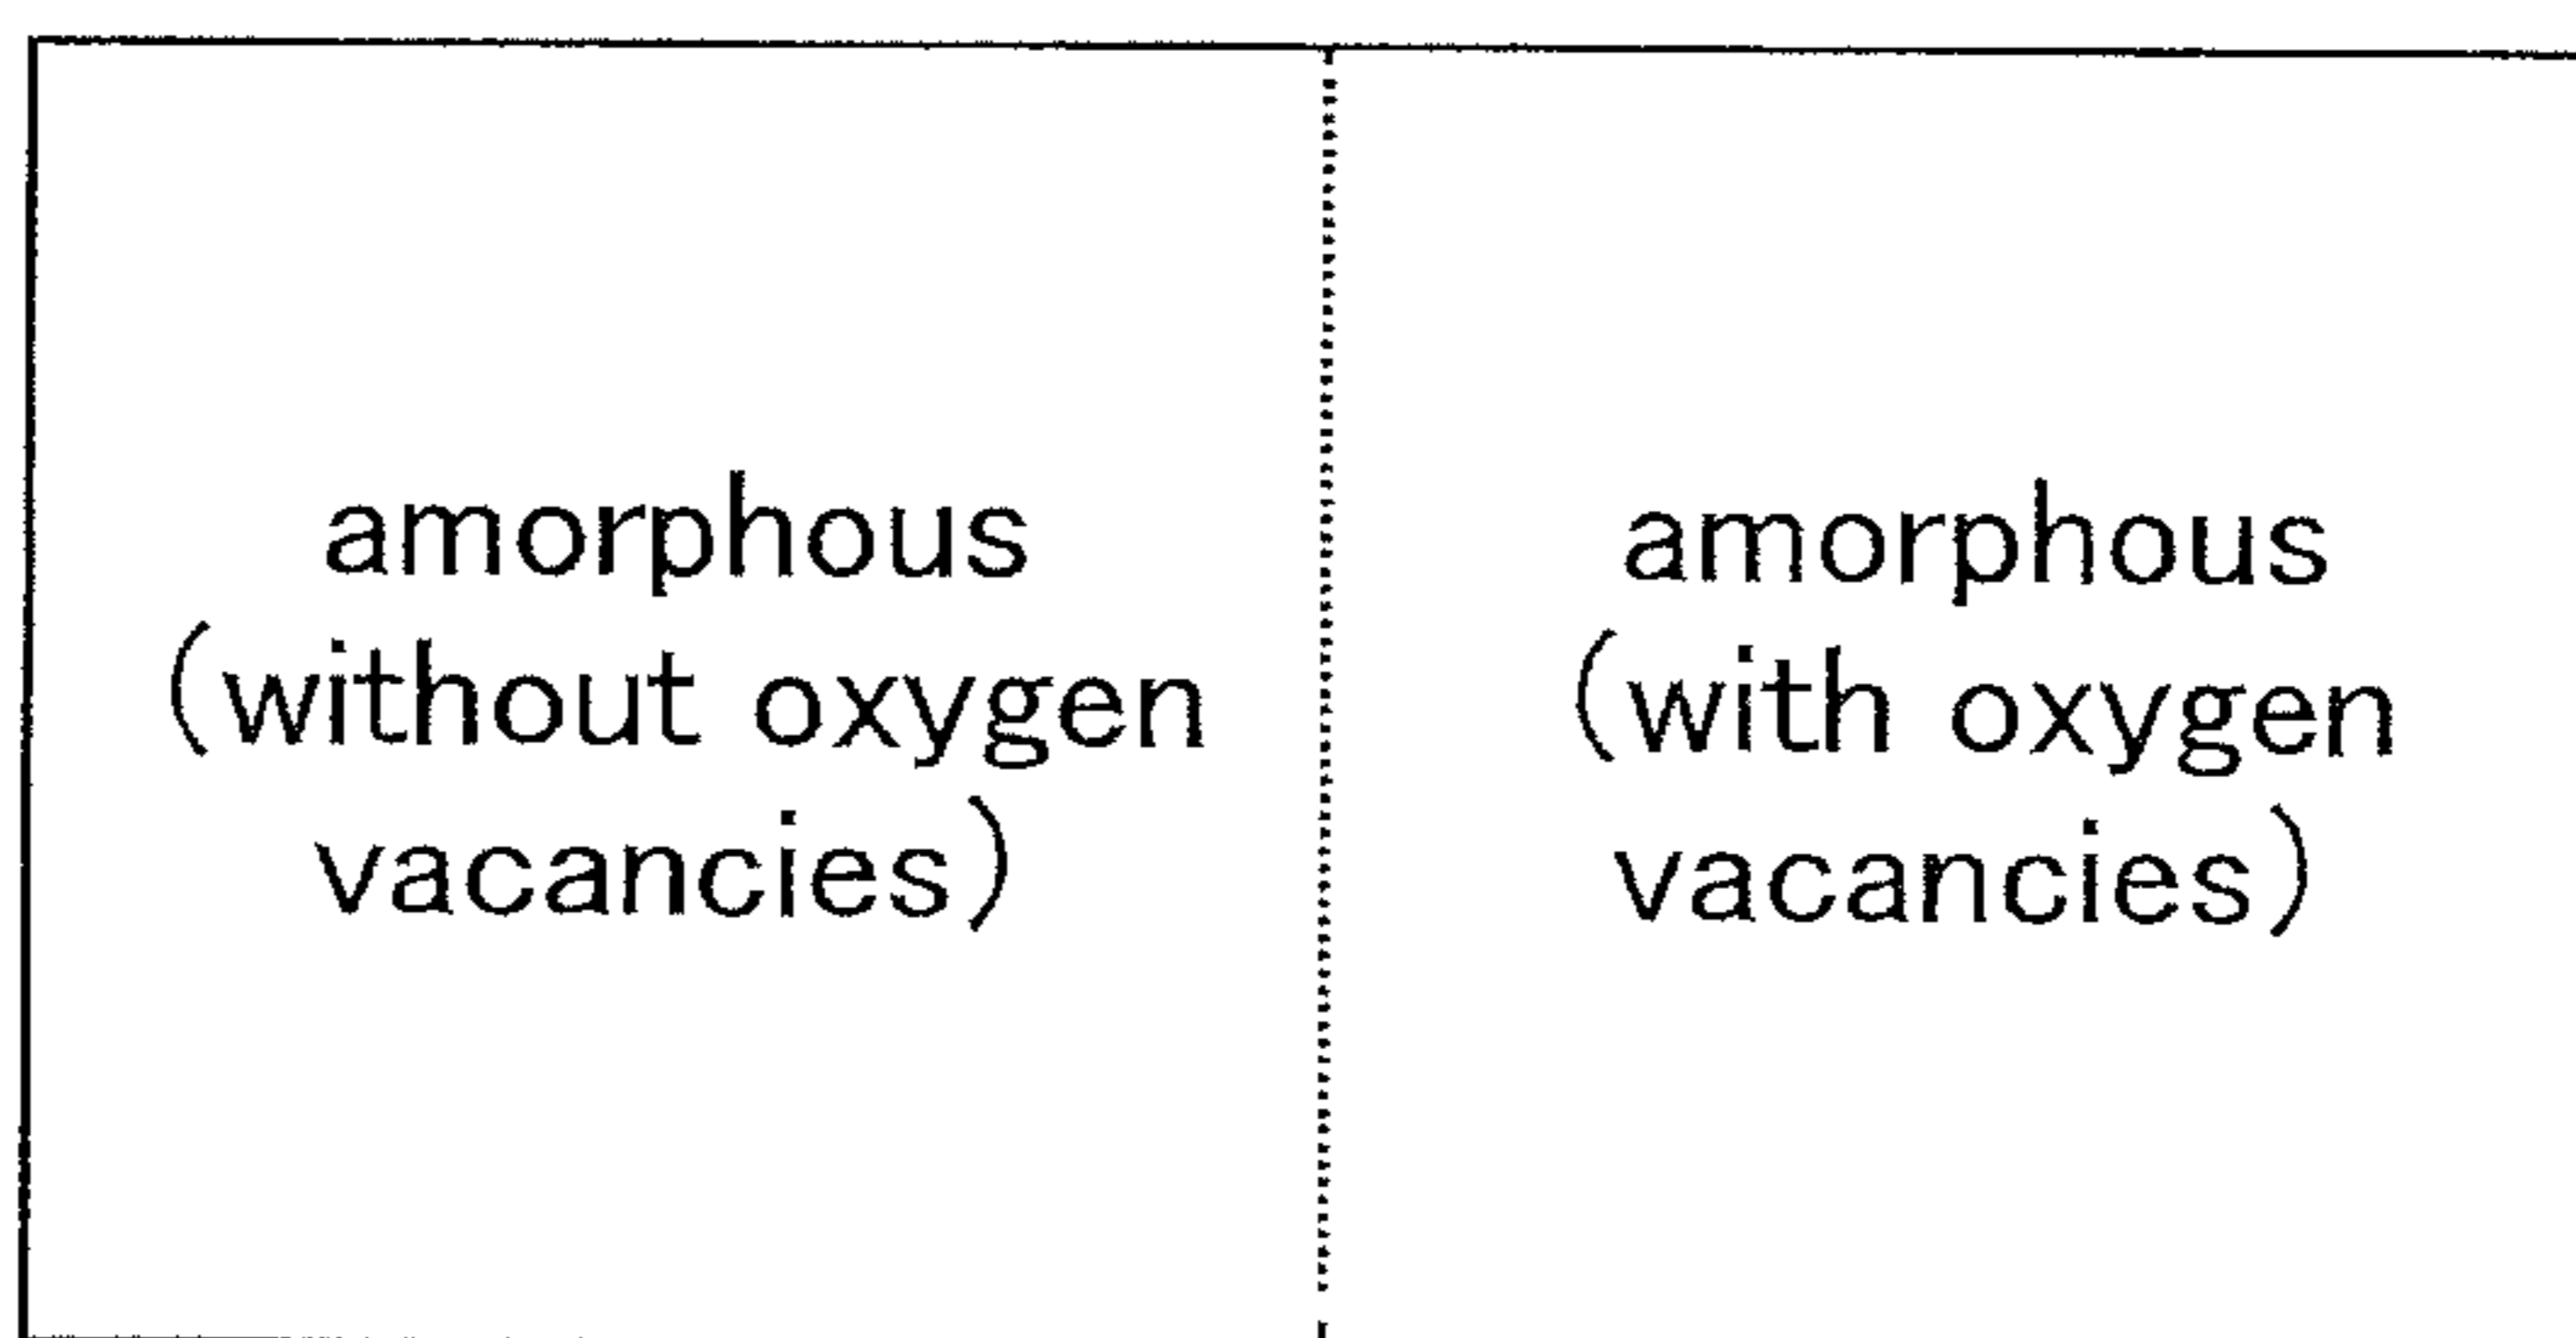 amorphous
(without oxygen
vacancies)
amorphous
(with oxygen
vacancies)